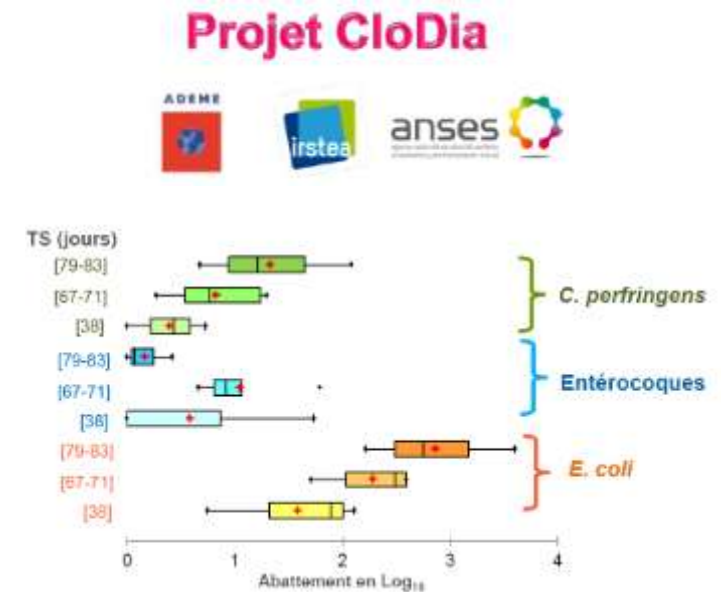 Projet CloDia
ADEME
irstea
anses
TS (jours)
[79-83]
[67-71]
[38]
C. perfringens
[79-83]
[67-71]
[38]
Entérocoques
[79-83]
[67-71]
[38]
E. coli
0 1 2 3 4
Abattement en Log₁₀